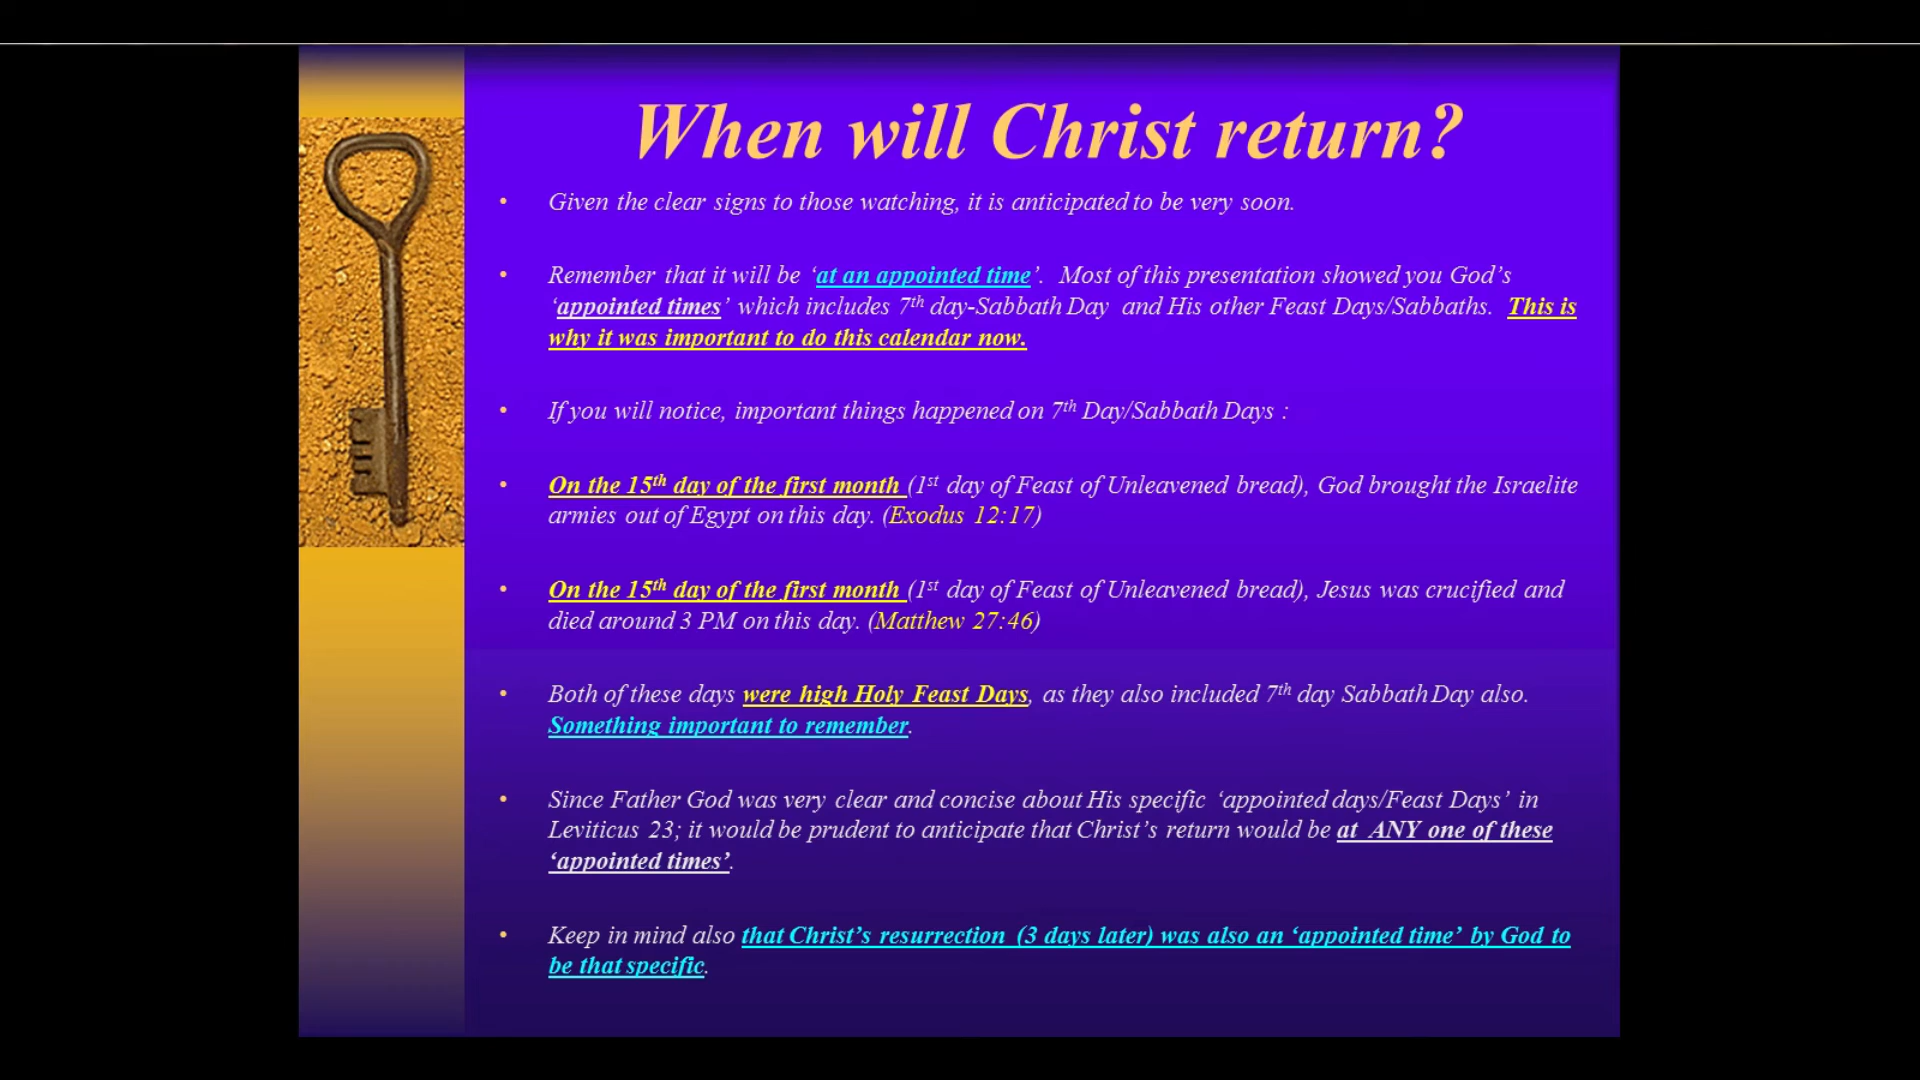 When will Christ return?
• Given the clear signs to those watching, it is anticipated to be very soon.
• Remember that it will be ‘at an appointed time’. Most of this presentation showed you God’s
‘appointed times’ which includes 7th day-Sabbath Day and His other Feast Days/Sabbaths. This is
why it was important to do this calendar now.
• If you will notice, important things happened on 7th Day/Sabbath Days :
• On the 15th day of the first month (1st day of Feast of Unleavened bread), God brought the Israelite
armies out of Egypt on this day. (Exodus 12:17)
• On the 15th day of the first month (1st day of Feast of Unleavened bread), Jesus was crucified and
died around 3 PM on this day. (Matthew 27:46)
• Both of these days were high Holy Feast Days, as they also included 7th day Sabbath Day also.
Something important to remember.
• Since Father God was very clear and concise about His specific ‘appointed days/Feast Days’ in
Leviticus 23; it would be prudent to anticipate that Christ’s return would be at ANY one of these
‘appointed times’.
• Keep in mind also that Christ’s resurrection (3 days later) was also an ‘appointed time’ by God to
be that specific.